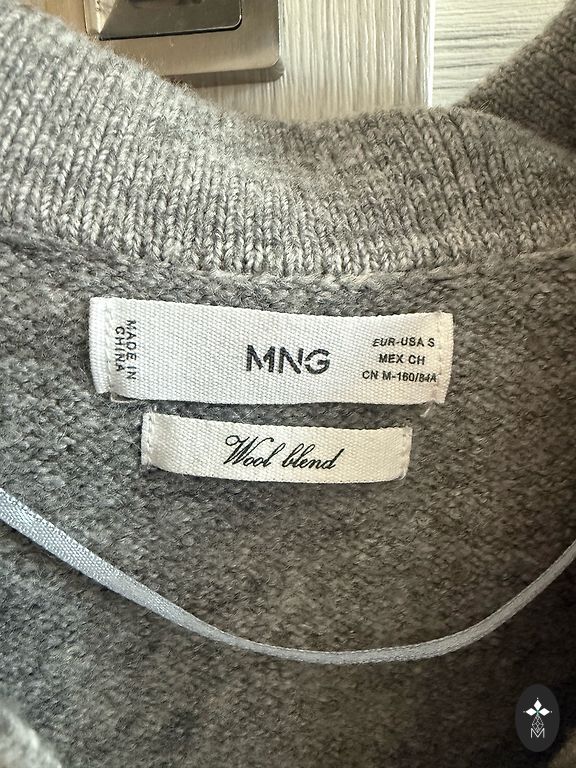 MADE IN
CHINA
MNG
EUR-USA S
MEX CH
CN M-160/84A
Wool blend
M